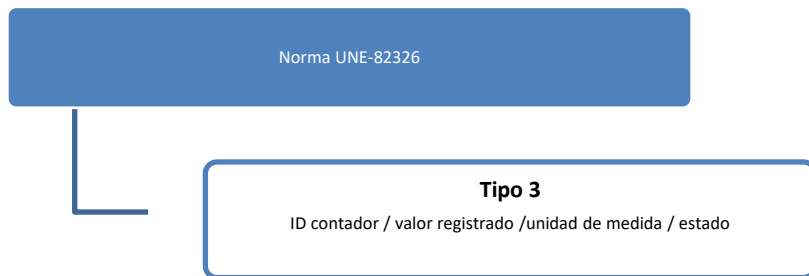 Norma UNE-82326
Tipo 3
ID contador / valor registrado /unidad de medida / estado